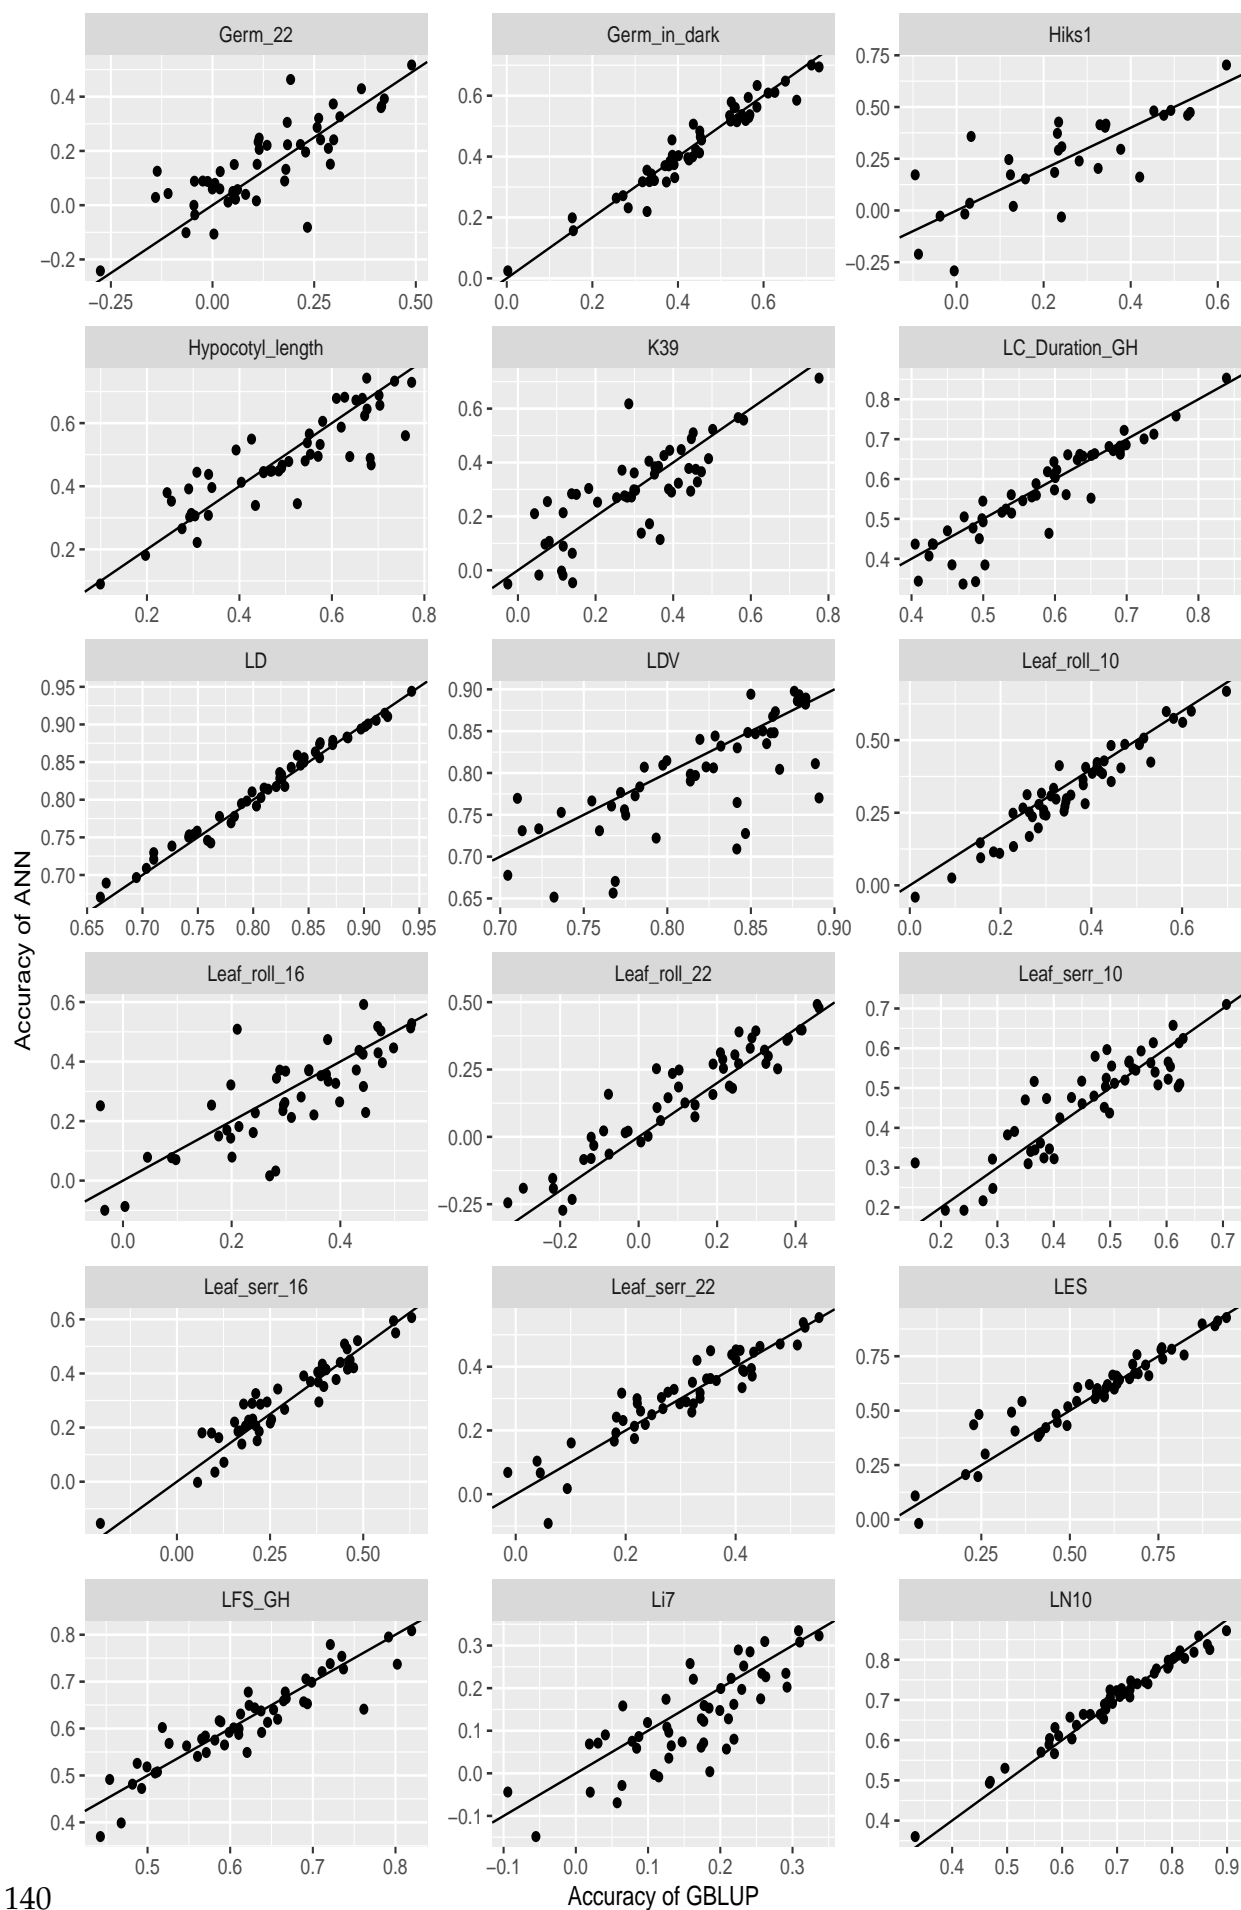 Germ_22 Germ_in_dark Hiks1
0.4 0.2 0.0 −0.2
−0.25 0.00 0.25 0.50
0.6 0.4 0.2 0.0
0.0 0.2 0.4 0.6
0.75 0.50 0.25 0.00 −0.25
0.0 0.2 0.4 0.6
Hypocotyl_length K39 LC_Duration_GH
0.6 0.4 0.2
0.2 0.4 0.6 0.8
0.6 0.4 0.2 0.0
0.0 0.2 0.4 0.6 0.8
0.8 0.7 0.6 0.5 0.4
0.4 0.5 0.6 0.7 0.8
LD LDV Leaf_roll_10
0.95 0.90 0.85 0.80 0.75 0.70
0.65 0.70 0.75 0.80 0.85 0.90 0.95
0.90 0.85 0.80 0.75 0.70 0.65
0.70 0.75 0.80 0.85 0.90
0.50 0.25 0.00
0.0 0.2 0.4 0.6
Accuracy of ANN
Leaf_roll_16 Leaf_roll_22 Leaf_serr_10
0.6 0.4 0.2 0.0
0.0 0.2 0.4
0.50 0.25 0.00 −0.25
−0.2 0.0 0.2 0.4
0.7 0.6 0.5 0.4 0.3 0.2
0.2 0.3 0.4 0.5 0.6 0.7
Leaf_serr_16 Leaf_serr_22 LES
0.6 0.4 0.2 0.0
0.00 0.25 0.50
0.4 0.2 0.0
0.0 0.2 0.4
0.75 0.50 0.25 0.00
0.25 0.50 0.75
LFS_GH Li7 LN10
0.8 0.7 0.6 0.5 0.4
0.5 0.6 0.7 0.8
0.3 0.2 0.1 0.0 −0.1
−0.1 0.0 0.1 0.2 0.3
0.8 0.7 0.6 0.5 0.4
0.4 0.5 0.6 0.7 0.8 0.9
Accuracy of GBLUP
140